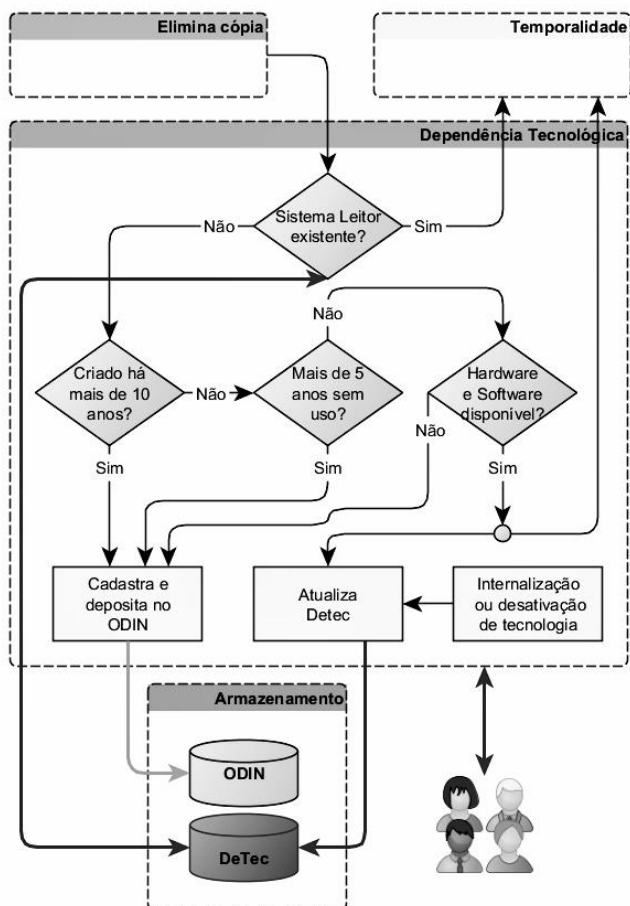 Elimina cópia
Temporalidade
Dependência Tecnológica
Sistema Leitor
existente?
Não
Sim
Não
Criado há
mais de 10
anos?
Não
Mais de 5
anos sem
uso?
Hardware
e Software
disponível?
Não
Sim
Sim
Sim
Cadastra e
deposita no
ODIN
Atualiza
Detec
Internalização
ou desativação
de tecnologia
Armazenamento
ODIN
DeTec